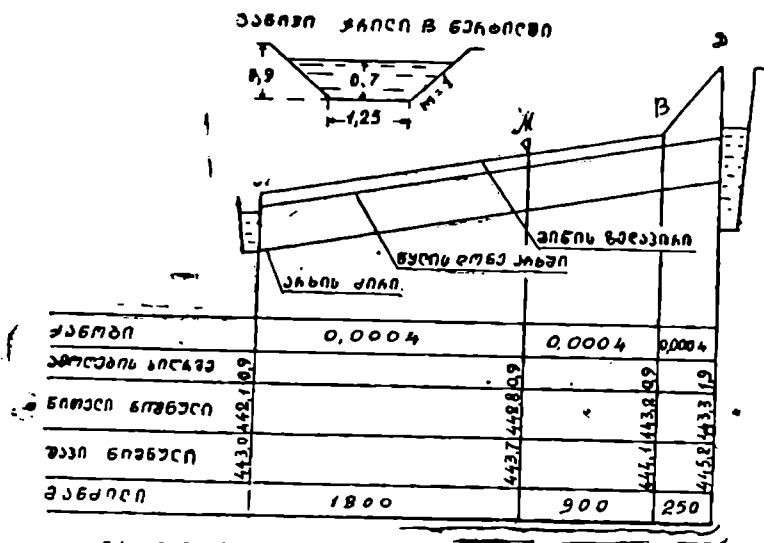 განივი ჭრილი B წერტილში
0,9
0,7
m=1
1,25
M
B
მიწის ზედაპირი
წყლის დონე არხში
არხის ძირი
ქანობი 0,0004 0,0004 0,0004
ამოღების სიღრმე 0,9 0,9 0,9 1,9
წითელი ნიშნული 442,1 442,8 443,2 443,3
შავი ნიშნული 443,0 443,7 444,1 445,2
მანძილი 1800 900 250